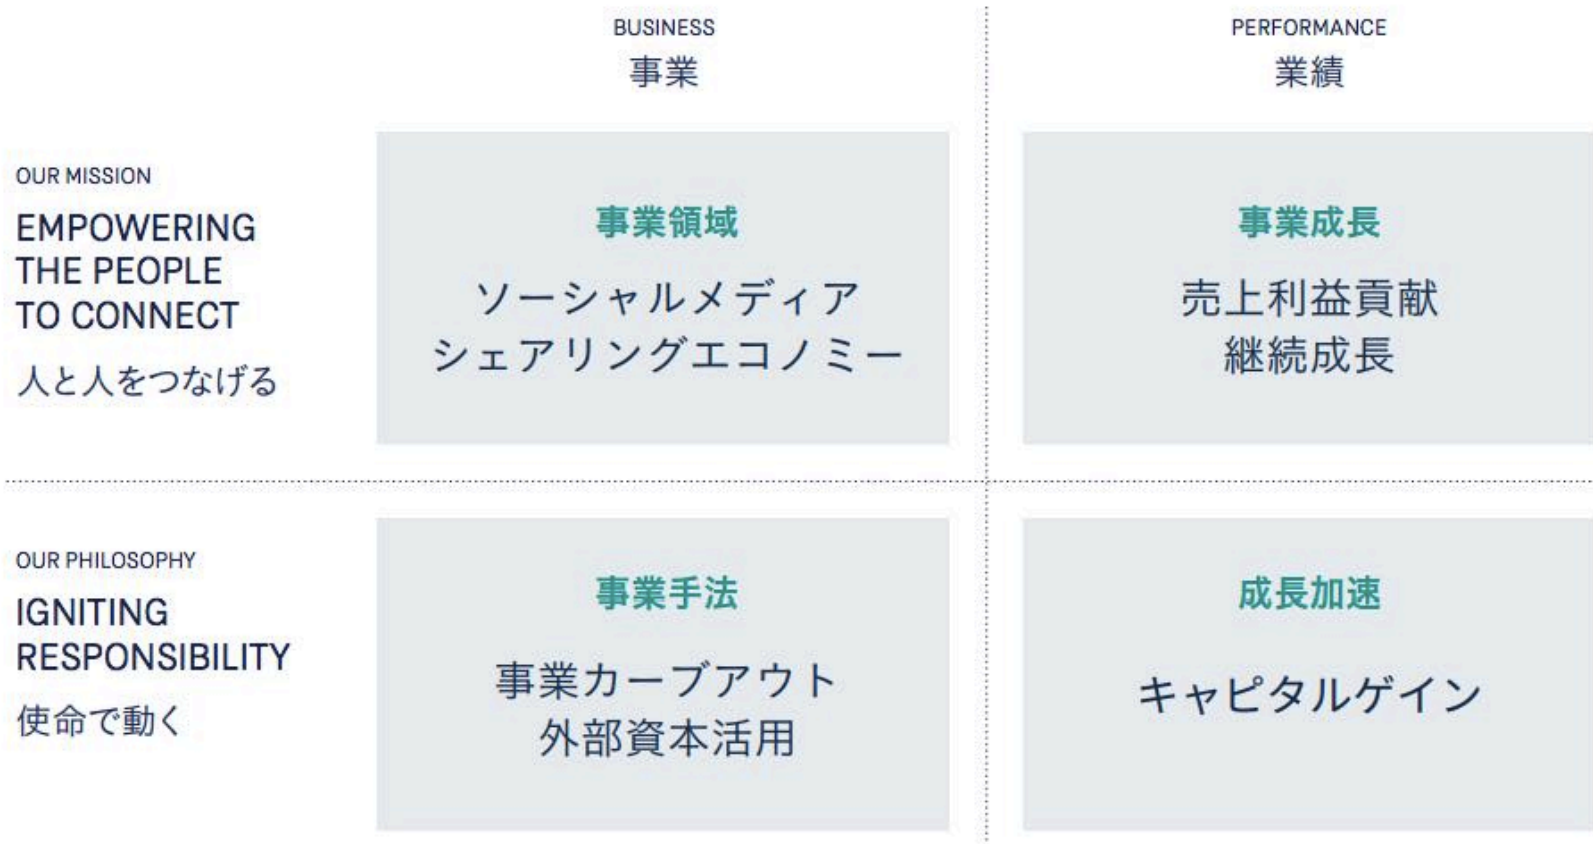 BUSINESS
事業
PERFORMANCE
業績
OUR MISSION
EMPOWERING
THE PEOPLE
TO CONNECT
人と人をつなげる
事業領域
ソーシャルメディア
シェアリングエコノミー
事業成長
売上利益貢献
継続成長
OUR PHILOSOPHY
IGNITING
RESPONSIBILITY
使命で動く
事業手法
事業カーブアウト
外部資本活用
成長加速
キャピタルゲイン